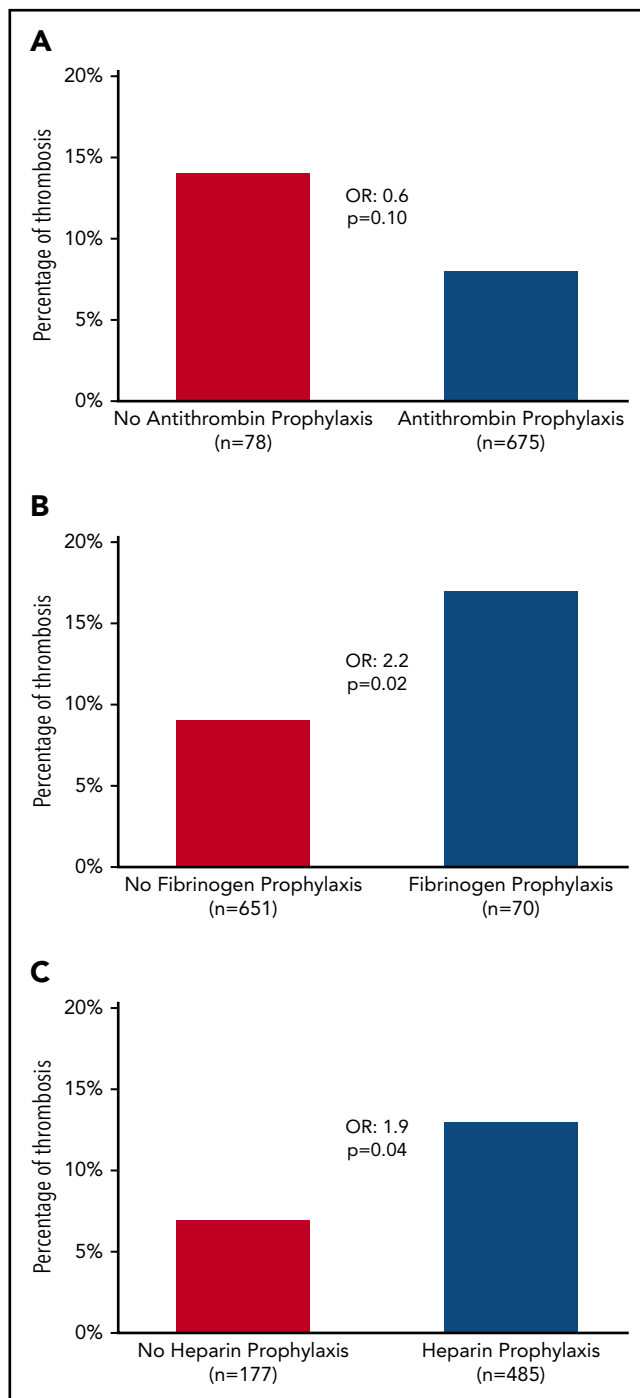 A
Percentage of thrombosis
20%
15%
10%
5%
0%
OR: 0.6
p=0.10
No Antithrombin Prophylaxis
(n=78)
Antithrombin Prophylaxis
(n=675)
B
Percentage of thrombosis
20%
15%
10%
5%
0%
OR: 2.2
p=0.02
No Fibrinogen Prophylaxis
(n=651)
Fibrinogen Prophylaxis
(n=70)
C
Percentage of thrombosis
20%
15%
10%
5%
0%
OR: 1.9
p=0.04
No Heparin Prophylaxis
(n=177)
Heparin Prophylaxis
(n=485)